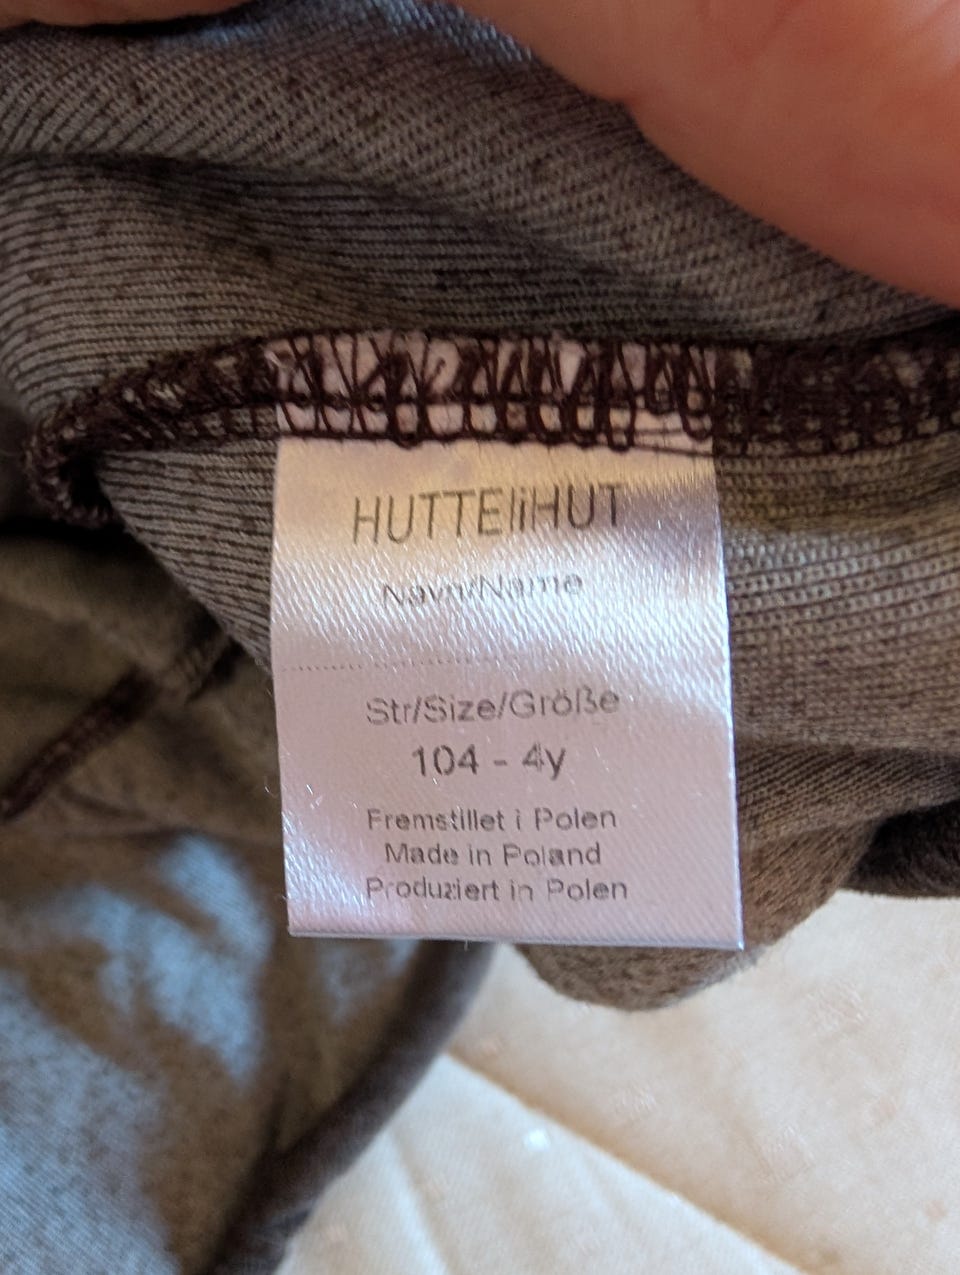 HUTTEliHUT
Navn/Name
Str/Size/Größe
104 - 4y
Fremstillet i Polen
Made in Poland
Produziert in Polen